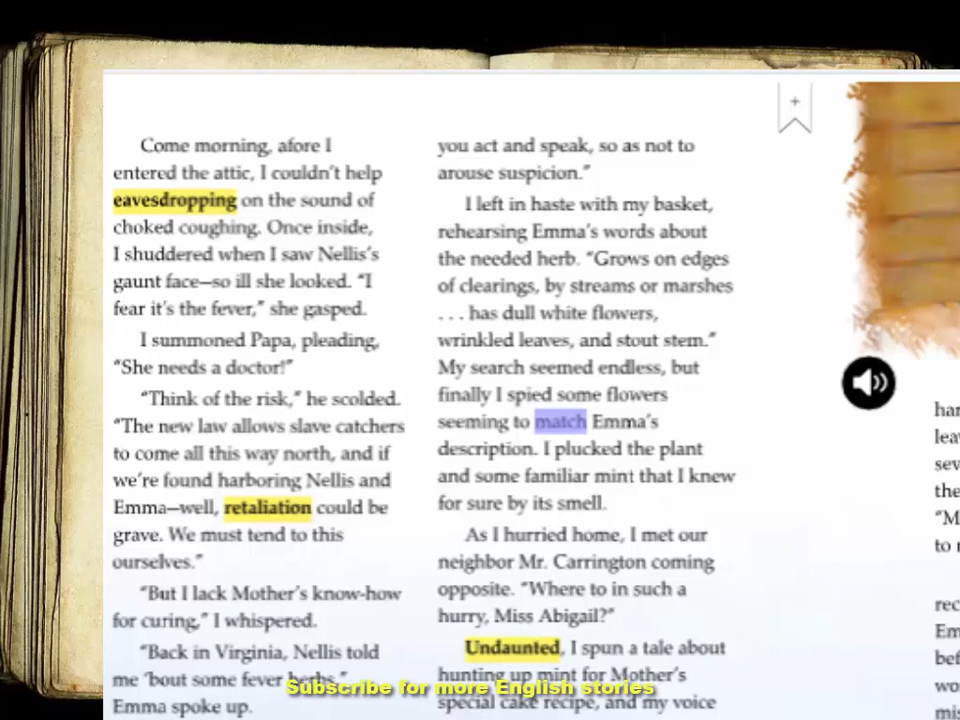 Come morning, afore I
entered the attic, I couldn't help
eavesdropping on the sound of
choked coughing. Once inside,
I shuddered when I saw Nellis's
gaunt face—so ill she looked. "I
fear it's the fever," she gasped.
I summoned Papa, pleading,
"She needs a doctor!"
"Think of the risk," he scolded.
"The new law allows slave catchers
to come all this way north, and if
we're found harboring Nellis and
Emma—well, retaliation could be
grave. We must tend to this
ourselves."
"But I lack Mother's know-how
for curing," I whispered.
"Back in Virginia, Nellis told
me 'bout some fever herbs,"
Emma spoke up.
you act and speak, so as not to
arouse suspicion."
I left in haste with my basket,
rehearsing Emma's words about
the needed herb. "Grows on edges
of clearings, by streams or marshes
. . . has dull white flowers,
wrinkled leaves, and stout stem."
My search seemed endless, but
finally I spied some flowers
seeming to match Emma's
description. I plucked the plant
and some familiar mint that I knew
for sure by its smell.
As I hurried home, I met our
neighbor Mr. Carrington coming
opposite. "Where to in such a
hurry, Miss Abigail?"
Undaunted, I spun a tale about
hunting up mint for Mother's
special cake recipe, and my voice
Subscribe for more English stories